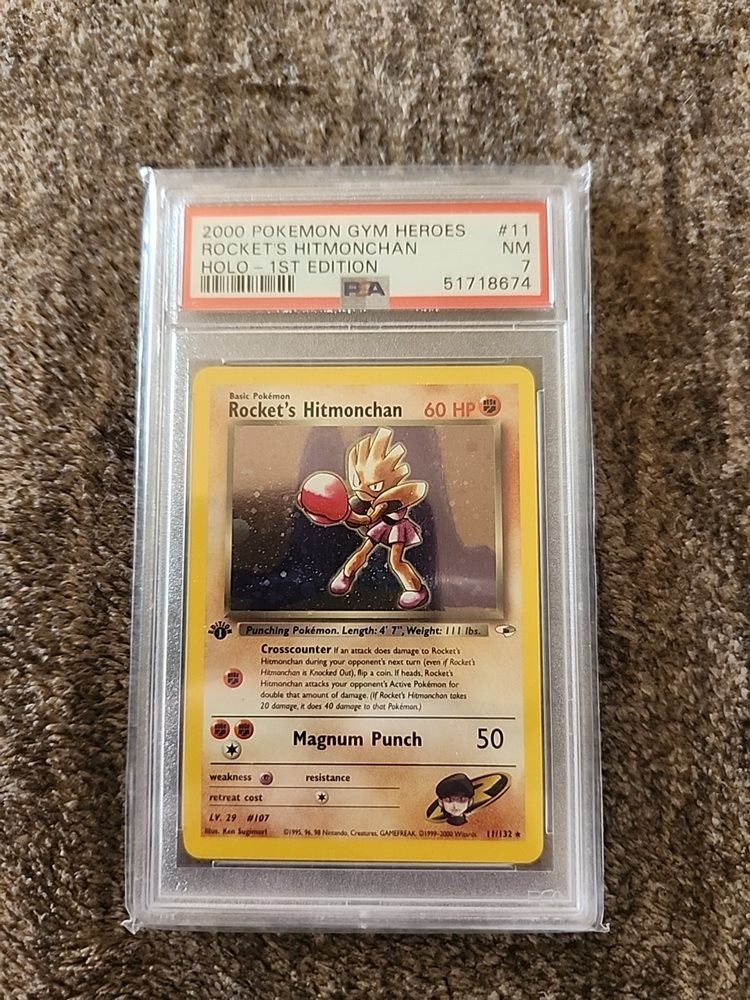 2000 POKEMON GYM HEROES #11
ROCKET'S HITMONCHAN NM
HOLO - 1ST EDITION 7
PSA 51718674
Basic Pokémon
Rocket's Hitmonchan 60 HP
EDITION 1
Punching Pokémon. Length: 4' 7", Weight: 111 lbs.
Crosscounter If an attack does damage to Rocket's
Hitmonchan during your opponent's next turn (even if Rocket's
Hitmonchan is Knocked Out), flip a coin. If heads, Rocket's
Hitmonchan attacks your opponent's Active Pokémon for
double that amount of damage. (If Rocket's Hitmonchan takes
20 damage, it does 40 damage to that Pokémon.)
Magnum Punch 50
weakness resistance
retreat cost
LV. 29 #107
Illus. Ken Sugimori ©1995, 96, 98 Nintendo, Creatures, GAMEFREAK. ©1999-2000 Wizards. 11/132 ★
PSA